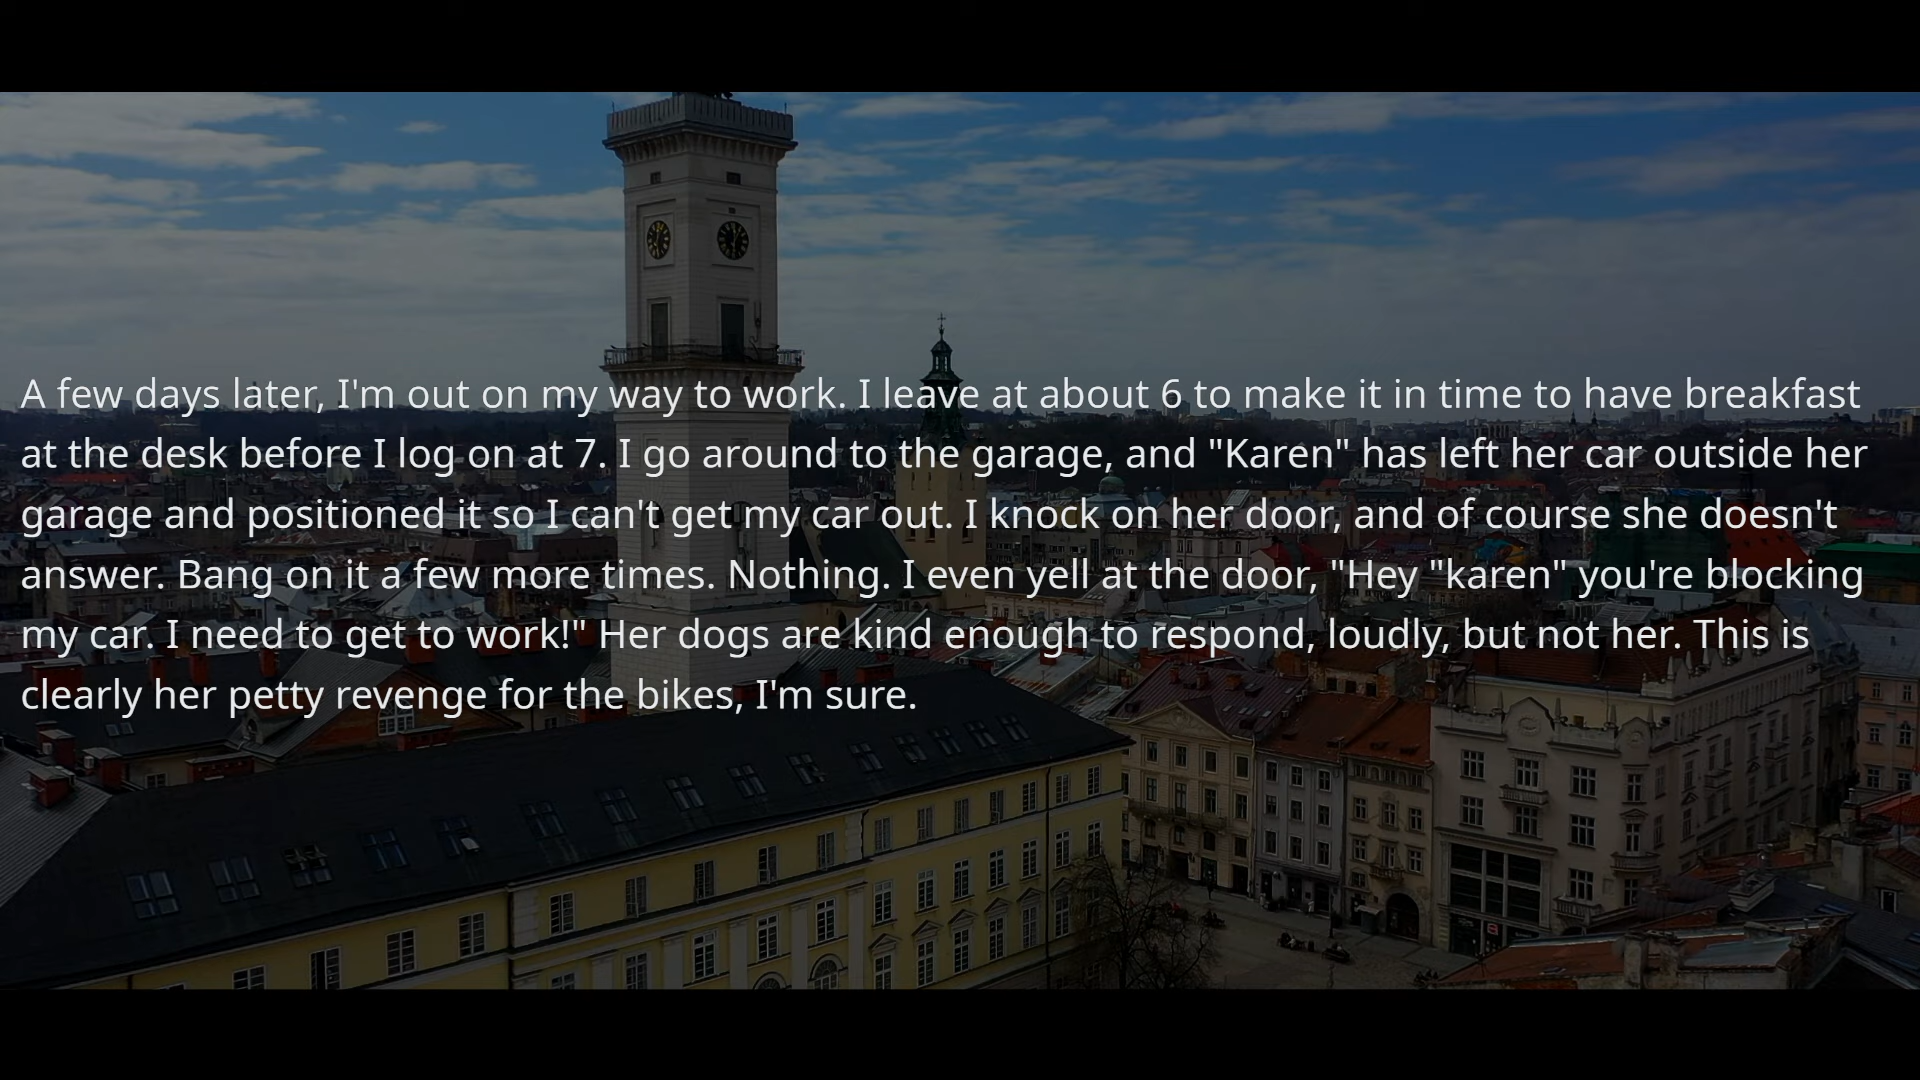 A few days later, I'm out on my way to work. I leave at about 6 to make it in time to have breakfast
at the desk before I log on at 7. I go around to the garage, and "Karen" has left her car outside her
garage and positioned it so I can't get my car out. I knock on her door, and of course she doesn't
answer. Bang on it a few more times. Nothing. I even yell at the door, "Hey "karen" you're blocking
my car. I need to get to work!" Her dogs are kind enough to respond, loudly, but not her. This is
clearly her petty revenge for the bikes, I'm sure.